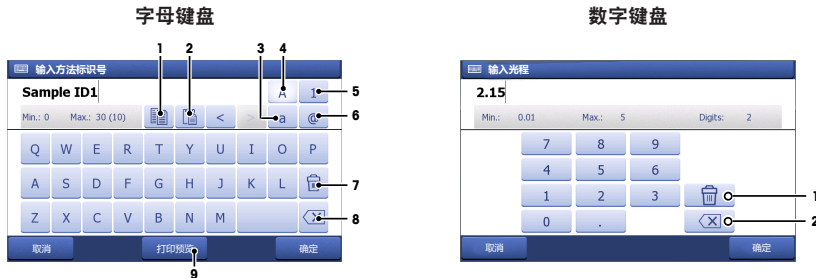 字母键盘
数字键盘
1 2 3 4
输入方法标识号
Sample ID1
A 1 5
Min.: 0 Max.: 30 (10) < > a @ 6
Q W E R T Y U I O P
A S D F G H J K L 7
Z X C V B N M 8
取消 打印预览 确定
9
输入光程
2.15
Min.: 0.01 Max.: 5 Digits: 2
7 8 9
4 5 6
1 2 3 1
0 . 2
取消 确定